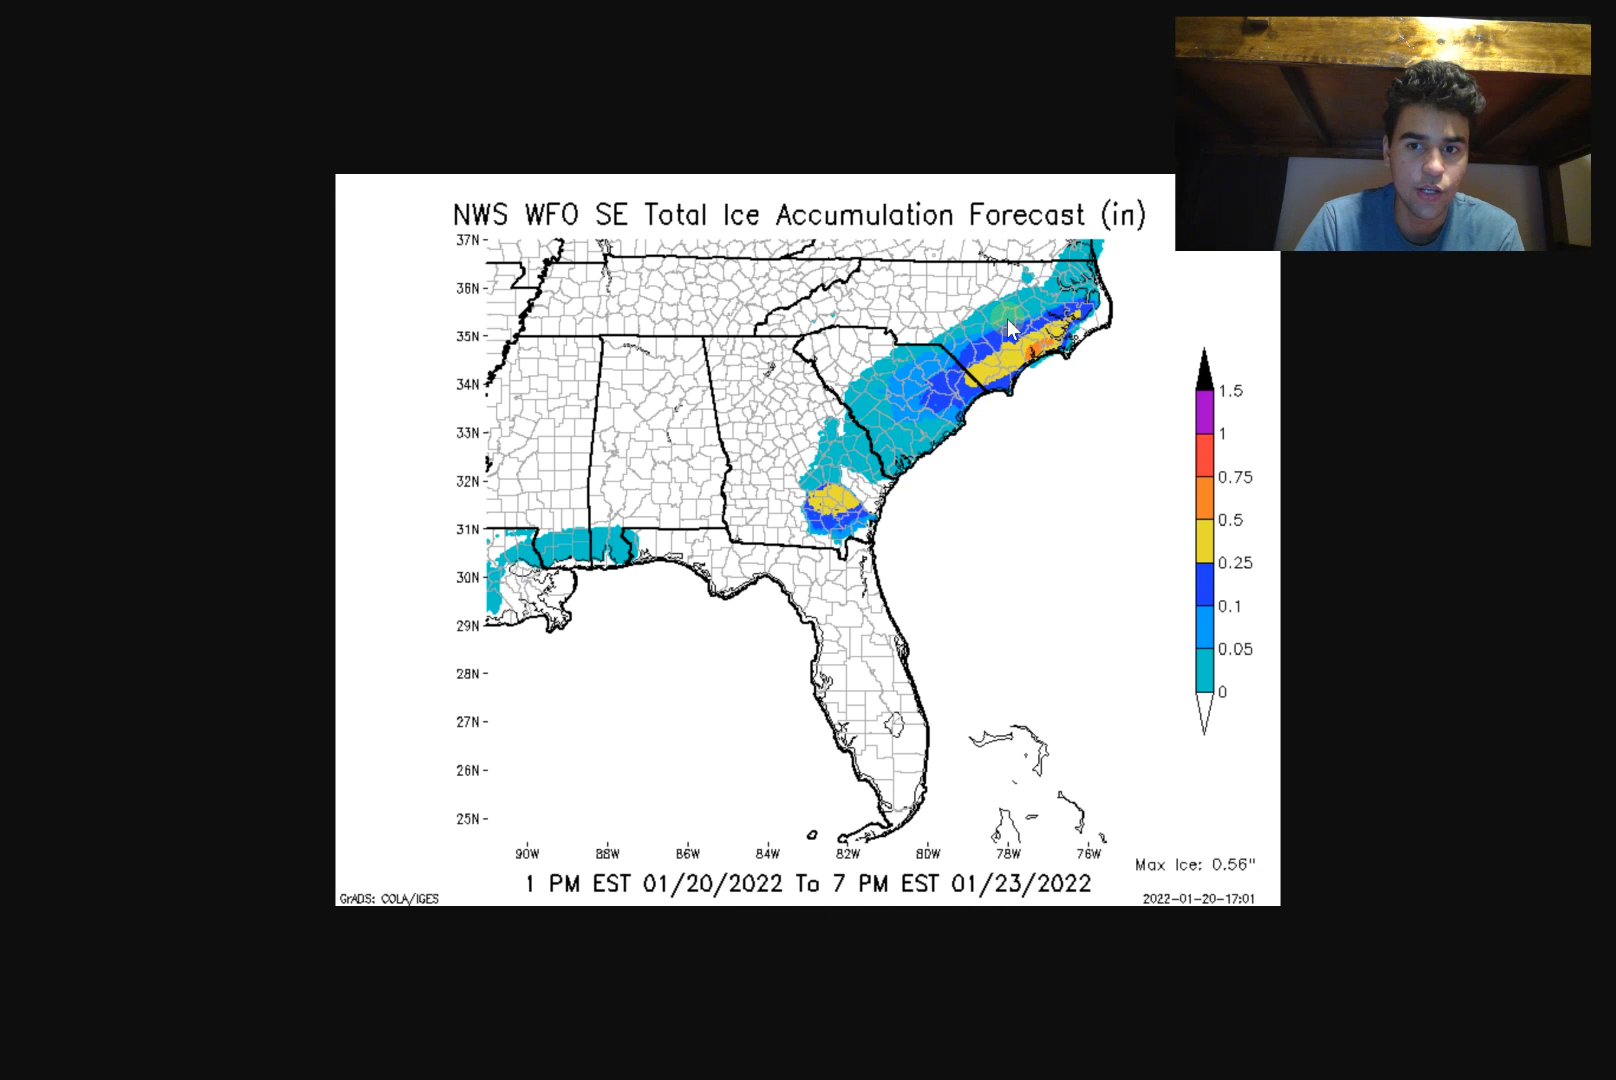 NWS WFO SE Total Ice Accumulation Forecast (in)
37N
36N
35N
34N
33N
32N
31N
30N
29N
28N
27N
26N
25N
90W 88W 86W 84W 82W 80W 78W 76W
1.5
1
0.75
0.5
0.25
0.1
0.05
0
Max Ice: 0.56"
1 PM EST 01/20/2022 To 7 PM EST 01/23/2022
GrADS: COLA/IGES
2022-01-20-17:01